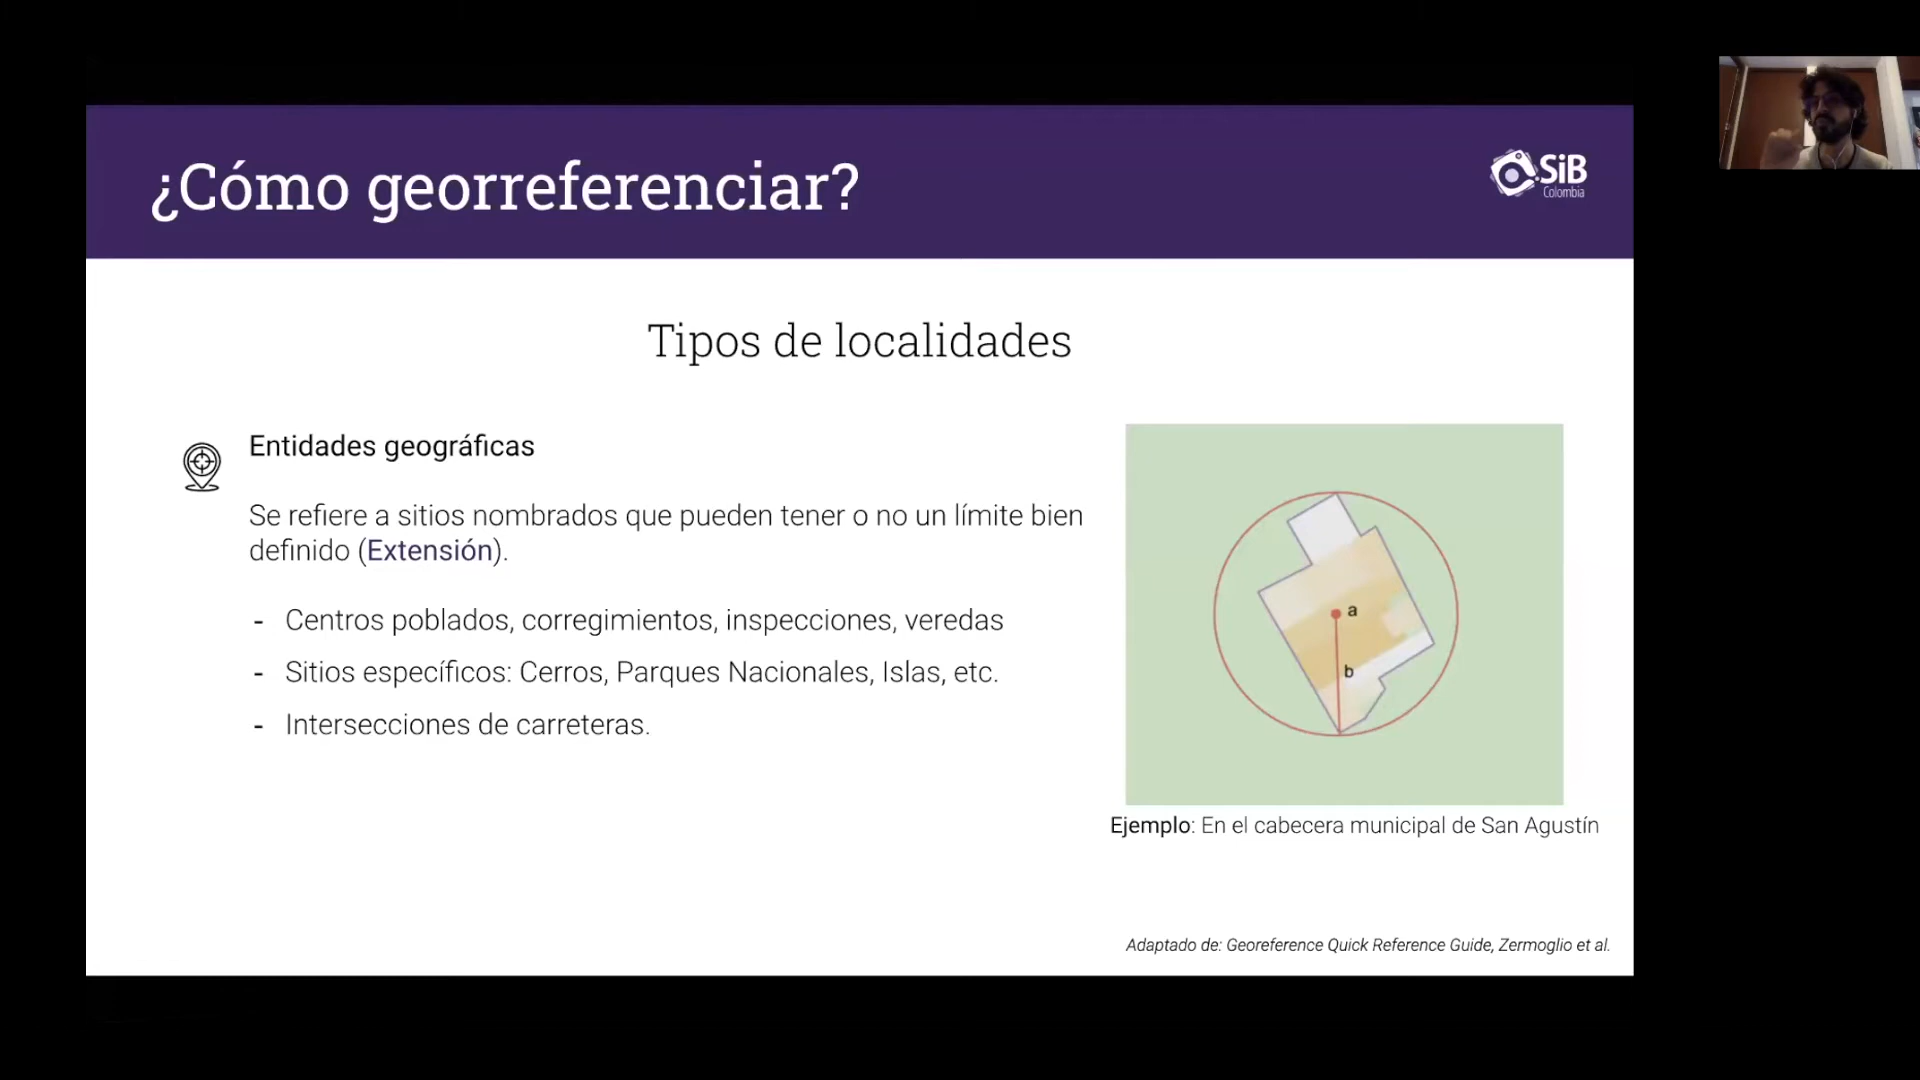 ¿Cómo georreferenciar?
SiB
Colombia
Tipos de localidades
Entidades geográficas
Se refiere a sitios nombrados que pueden tener o no un límite bien
definido (Extensión).
- Centros poblados, corregimientos, inspecciones, veredas
- Sitios específicos: Cerros, Parques Nacionales, Islas, etc.
- Intersecciones de carreteras.
a
b
Ejemplo: En el cabecera municipal de San Agustín
Adaptado de: Georeference Quick Reference Guide, Zermoglio et al.